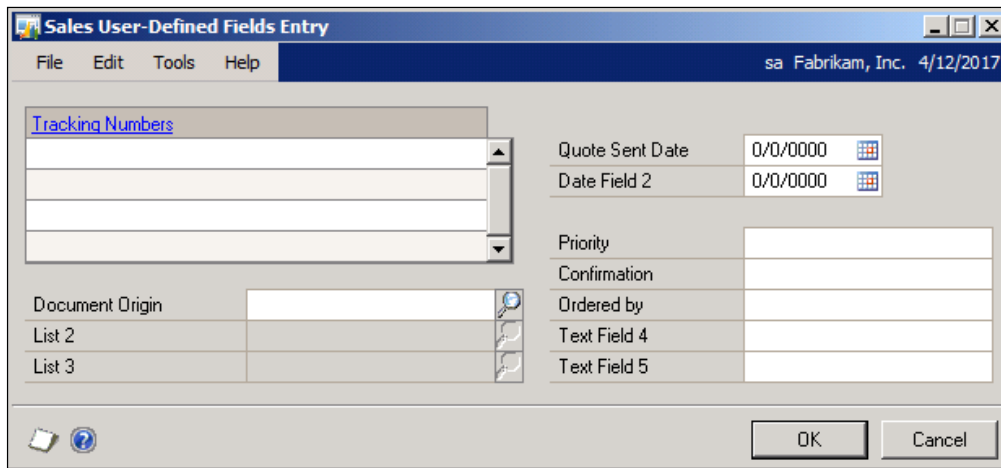 Sales User-Defined Fields Entry
File Edit Tools Help sa Fabrikam, Inc. 4/12/2017
Tracking Numbers
Quote Sent Date 0/0/0000
Date Field 2 0/0/0000
Priority
Confirmation
Document Origin Ordered by
List 2 Text Field 4
List 3 Text Field 5
OK Cancel